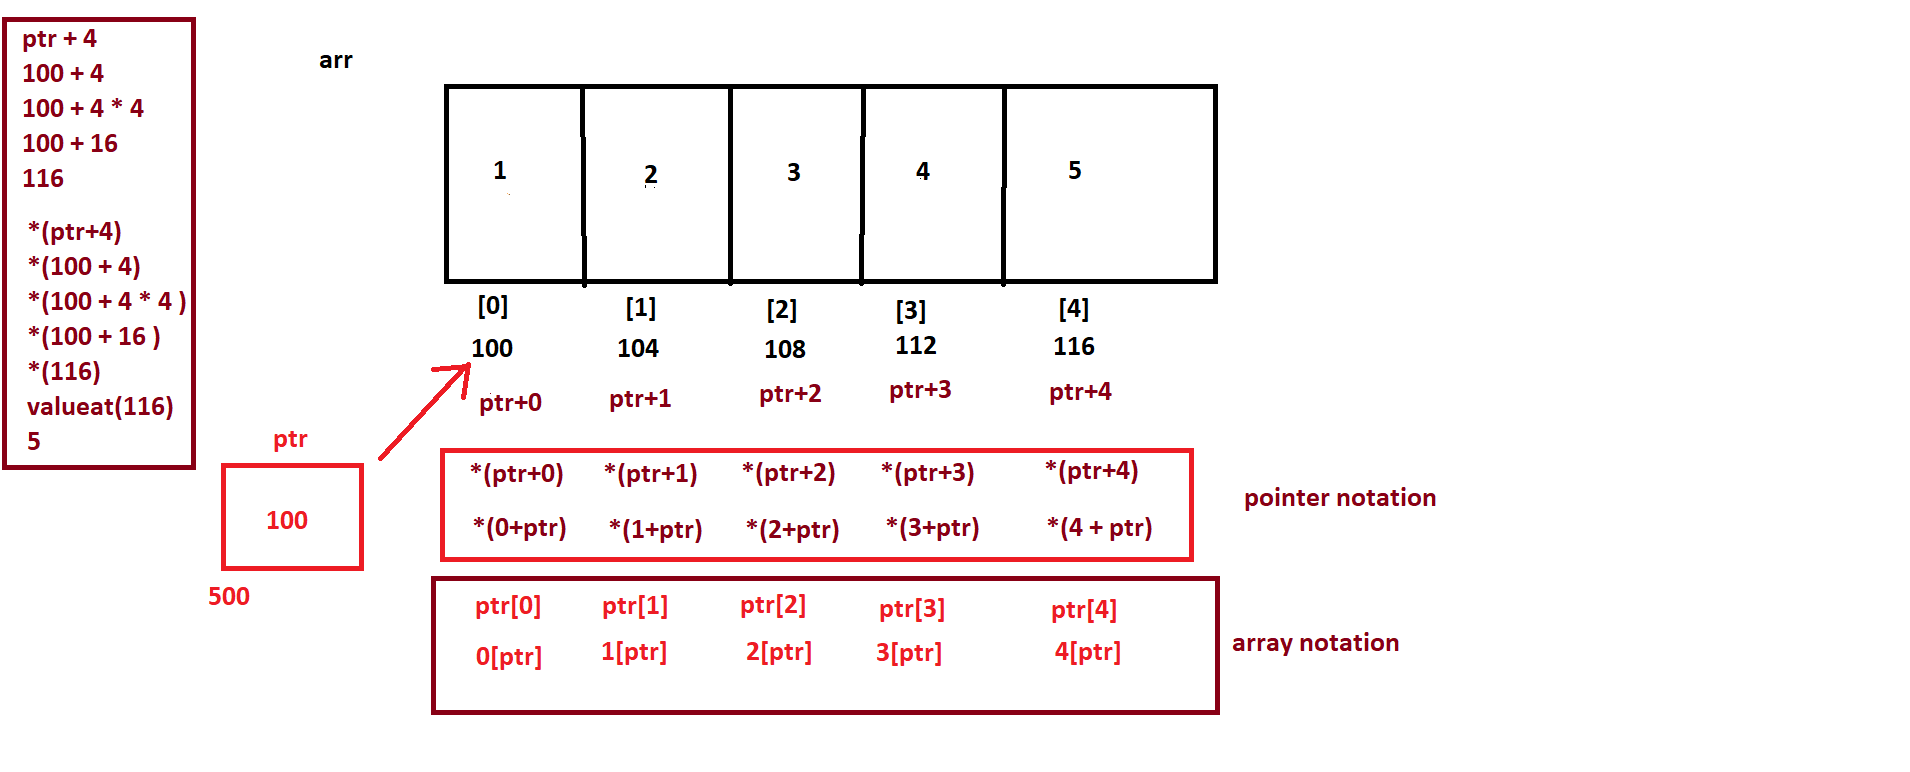 ptr + 4
100 + 4
100 + 4 * 4
100 + 16
116
*(ptr+4)
*(100 + 4)
*(100 + 4 * 4 )
*(100 + 16 )
*(116)
valueat(116)
5
arr
1 2 3 4 5
[0] [1] [2] [3] [4]
100 104 108 112 116
ptr+0 ptr+1 ptr+2 ptr+3 ptr+4
ptr
100
500
*(ptr+0) *(ptr+1) *(ptr+2) *(ptr+3) *(ptr+4)
*(0+ptr) *(1+ptr) *(2+ptr) *(3+ptr) *(4 + ptr)
pointer notation
ptr[0] ptr[1] ptr[2] ptr[3] ptr[4]
0[ptr] 1[ptr] 2[ptr] 3[ptr] 4[ptr]
array notation